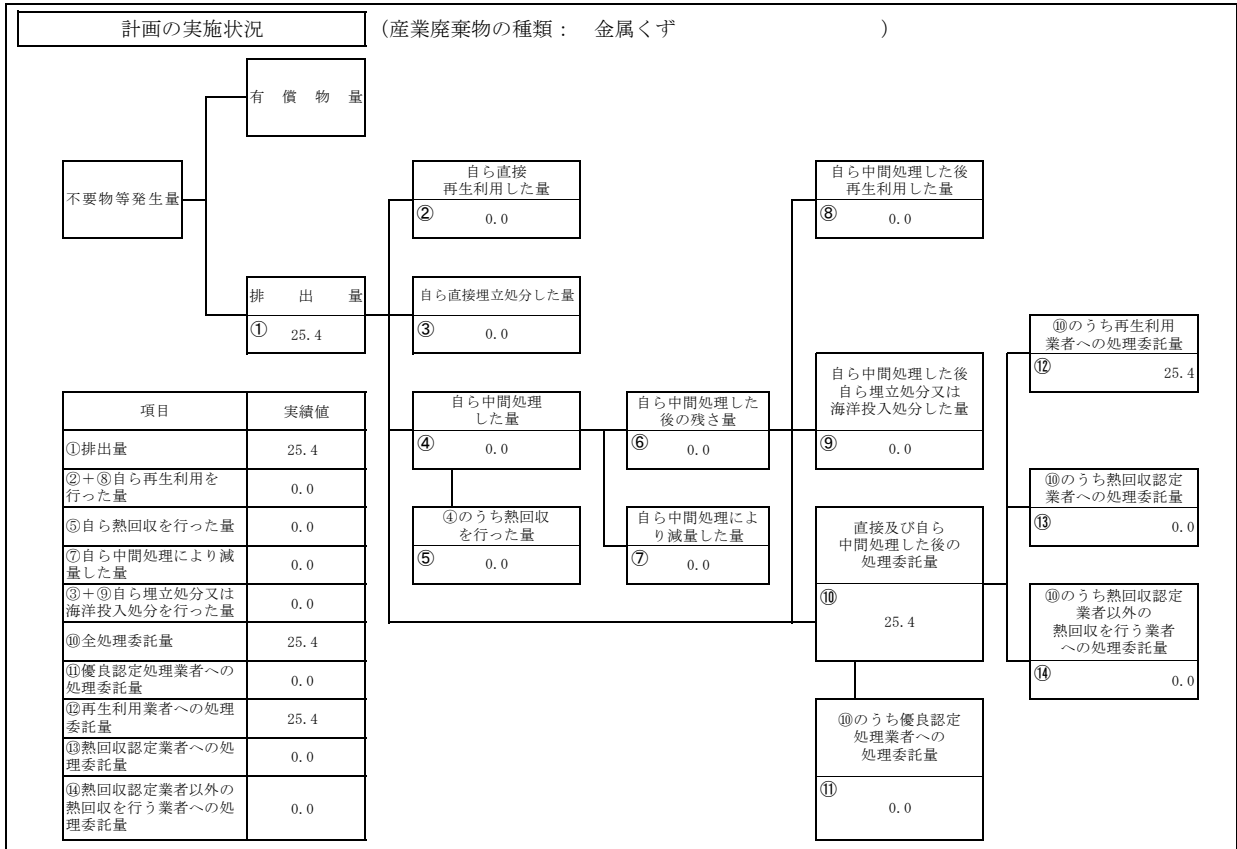 計画の実施状況
(産業廃棄物の種類： 金属くず )
有 償 物 量
不要物等発生量
自ら直接
再生利用した量
② 0.0
自ら中間処理した後
再生利用した量
⑧ 0.0
排 出 量
① 25.4
自ら直接埋立処分した量
③ 0.0
⑩のうち再生利用
業者への処理委託量
⑫ 25.4
自ら中間処理
した量
④ 0.0
自ら中間処理した
後の残さ量
⑥ 0.0
自ら中間処理した後
自ら埋立処分又は
海洋投入処分した量
⑨ 0.0
⑩のうち熱回収認定
業者への処理委託量
⑬ 0.0
④のうち熱回収
を行った量
⑤ 0.0
自ら中間処理によ
り減量した量
⑦ 0.0
直接及び自ら
中間処理した後の
処理委託量
⑩
25.4
⑩のうち熱回収認定
業者以外の
熱回収を行う業者
への処理委託量
⑭ 0.0
⑩のうち優良認定
処理業者への
処理委託量
⑪
0.0
項目 実績値
①排出量 25.4
②＋⑧自ら再生利用を
行った量 0.0
⑤自ら熱回収を行った量 0.0
⑦自ら中間処理により減
量した量 0.0
③＋⑨自ら埋立処分又は
海洋投入処分を行った量 0.0
⑩全処理委託量 25.4
⑪優良認定処理業者への
処理委託量 0.0
⑫再生利用業者への処理
委託量 25.4
⑬熱回収認定業者への処
理委託量 0.0
⑭熱回収認定業者以外の
熱回収を行う業者への処
理委託量 0.0